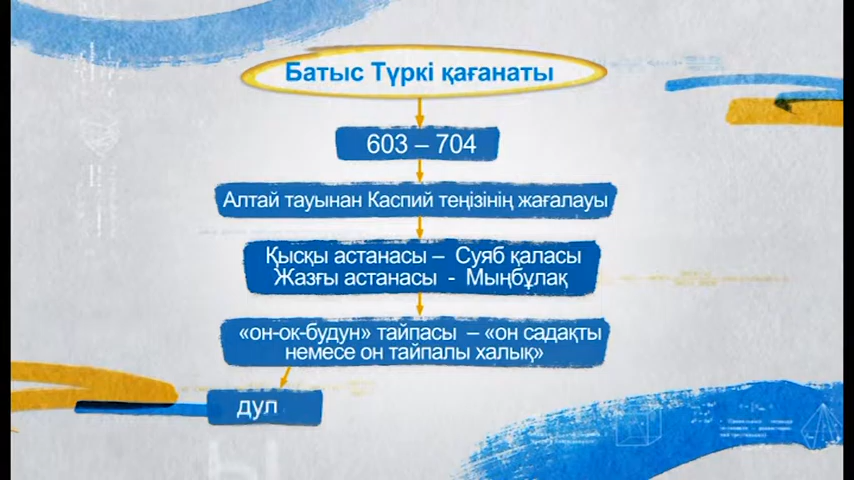 Батыс Түркі қағанаты
603 – 704
Алтай тауынан Каспий теңізінің жағалауы
Қысқы астанасы – Суяб қаласы
Жазғы астанасы - Мыңбұлақ
«он-ок-будун» тайпасы – «он садақты
немесе он тайпалы халық»
дул